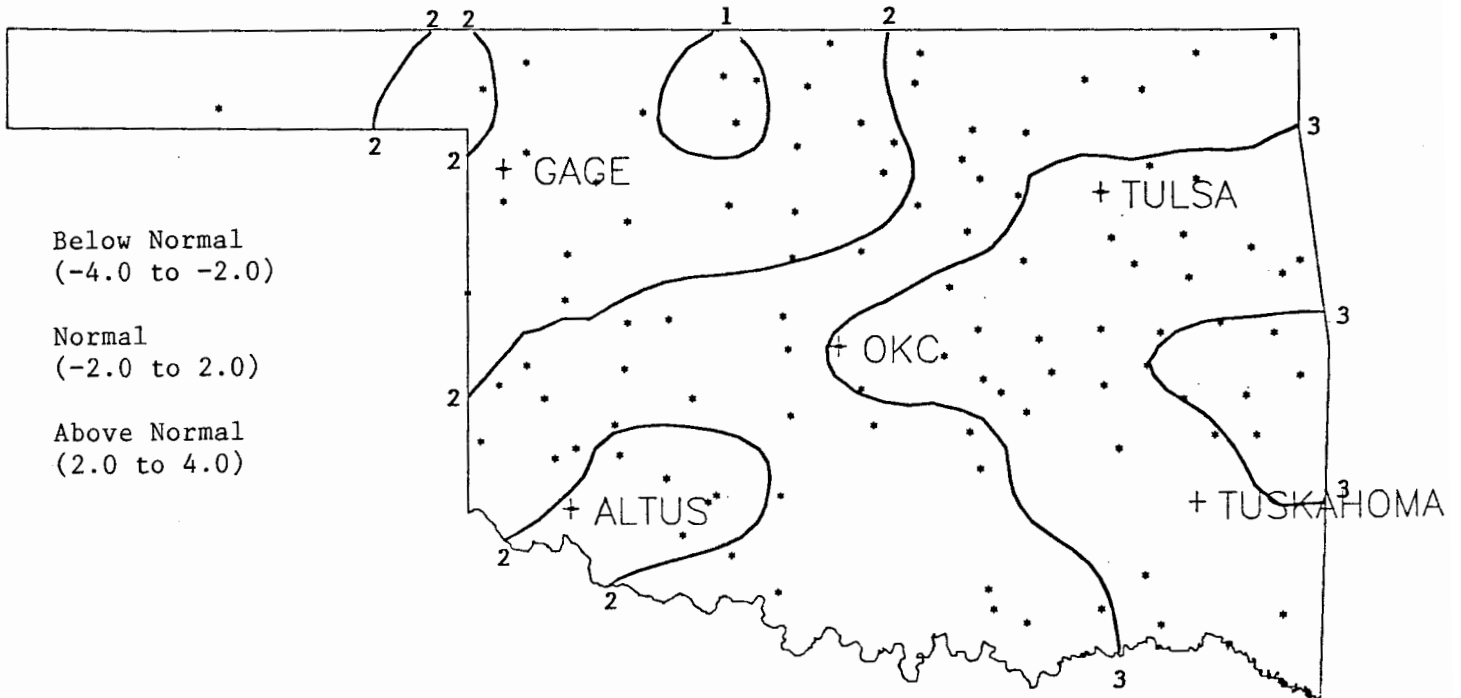 2 2 1 2
3
2 2
GAGE
TULSA
Below Normal
(-4.0 to -2.0)
3
Normal
(-2.0 to 2.0)
OKC
2
Above Normal
(2.0 to 4.0)
3
ALTUS
TUSKAHOMA
2
2
3